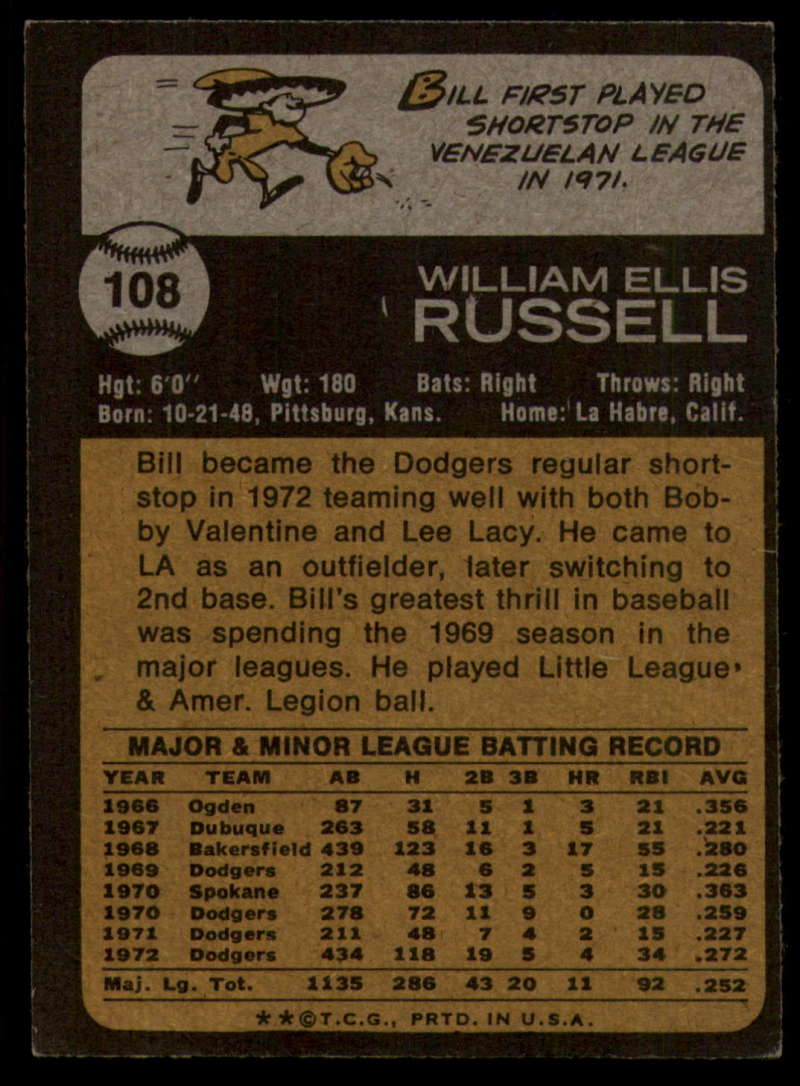 BILL FIRST PLAYED
SHORTSTOP IN THE
VENEZUELAN LEAGUE
IN 1971.
108
WILLIAM ELLIS
RUSSELL
Hgt: 6'0" Wgt: 180 Bats: Right Throws: Right
Born: 10-21-48, Pittsburg, Kans. Home: La Habre, Calif.
Bill became the Dodgers regular short-
stop in 1972 teaming well with both Bob-
by Valentine and Lee Lacy. He came to
LA as an outfielder, later switching to
2nd base. Bill's greatest thrill in baseball
was spending the 1969 season in the
major leagues. He played Little League
& Amer. Legion ball.
MAJOR & MINOR LEAGUE BATTING RECORD
YEAR TEAM AB H 2B 3B HR RBI AVG
1966 Ogden 87 31 5 1 3 21 .356
1967 Dubuque 263 58 11 1 5 21 .221
1968 Bakersfield 439 123 16 3 17 55 .280
1969 Dodgers 212 48 6 2 5 15 .226
1970 Spokane 237 86 13 5 3 30 .363
1970 Dodgers 278 72 11 9 0 28 .259
1971 Dodgers 211 48 7 4 2 15 .227
1972 Dodgers 434 118 19 5 4 34 .272
Maj. Lg. Tot. 1135 286 43 20 11 92 .252
**©T.C.G., PRTD. IN U.S.A.